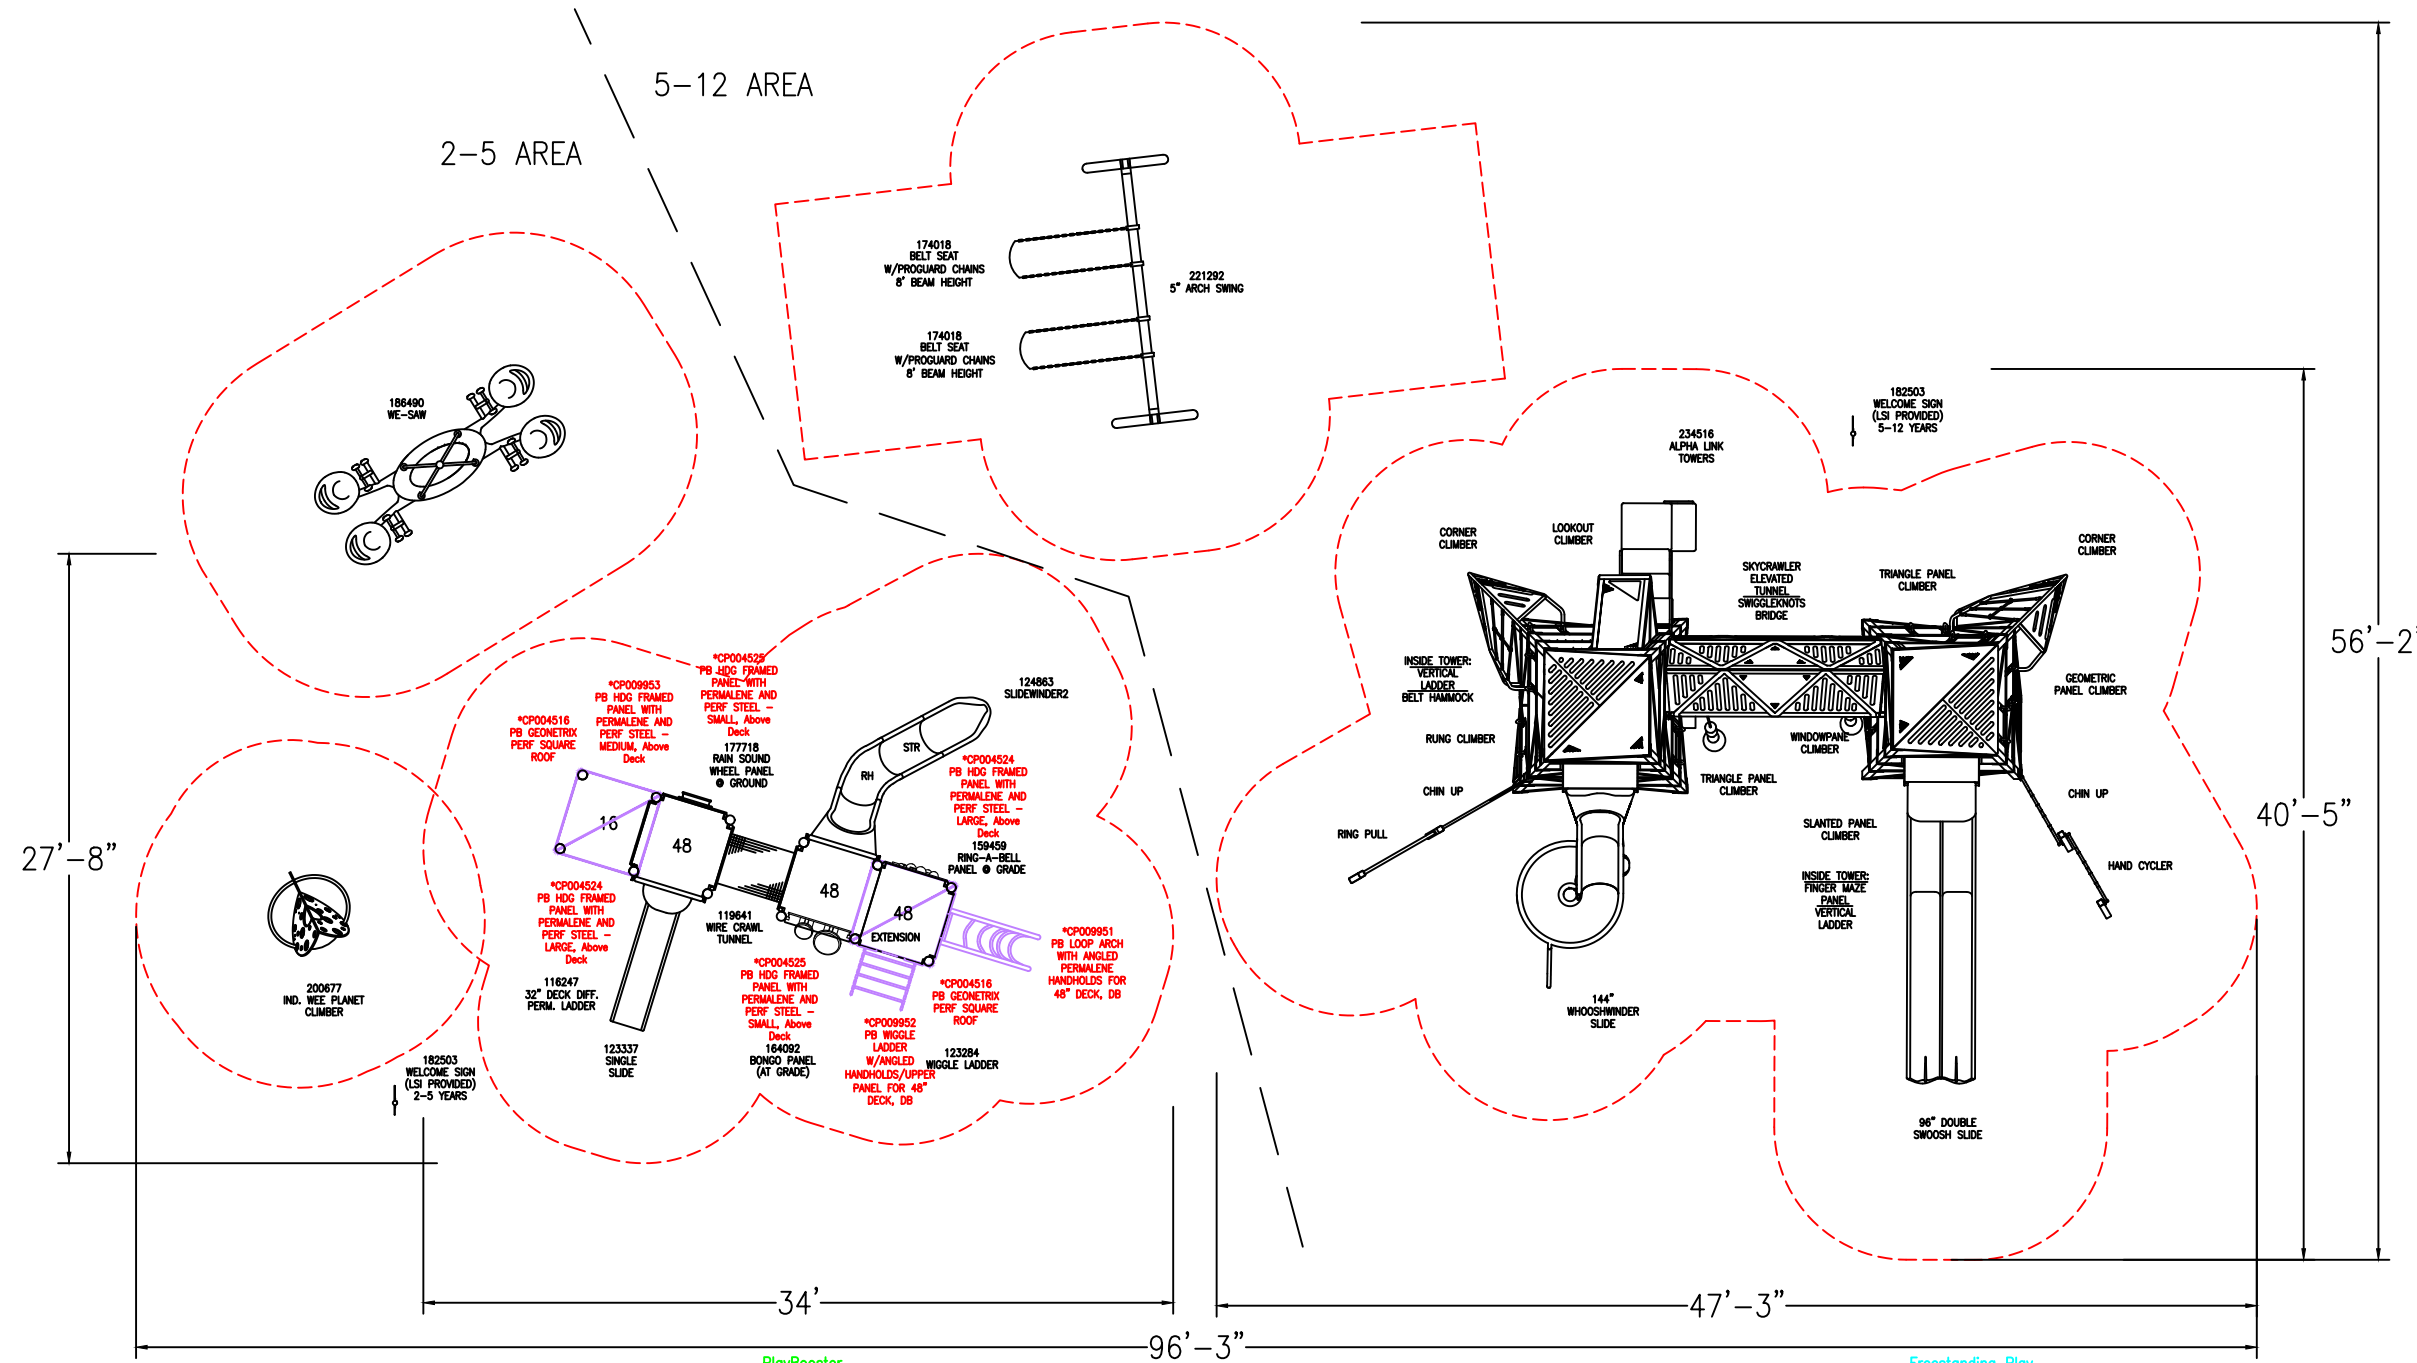 5-12 AREA
2-5 AREA
174018
BELT SEAT
W/PROGUARD CHAINS
8' BEAM HEIGHT
221292
5" ARCH SWING
174018
BELT SEAT
W/PROGUARD CHAINS
8' BEAM HEIGHT
186490
WE-SAW
182503
WELCOME SIGN
(LSI PROVIDED)
5-12 YEARS
234516
ALPHA LINK
TOWERS
CORNER
CLIMBER
LOOKOUT
CLIMBER
SKYCRAWLER
ELEVATED
TUNNEL
SWIGGLEKNOTS
BRIDGE
TRIANGLE PANEL
CLIMBER
CORNER
CLIMBER
56'-2"
INSIDE TOWER:
VERTICAL
LADDER
BELT HAMMOCK
GEOMETRIC
PANEL CLIMBER
RUNG CLIMBER
WINDOWPANE
CLIMBER
TRIANGLE PANEL
CLIMBER
CHIN UP
CHIN UP
40'-5"
RING PULL
SLANTED PANEL
CLIMBER
HAND CYCLER
INSIDE TOWER:
FINGER MAZE
PANEL
VERTICAL
LADDER
144"
WHOOSHWINDER
SLIDE
96" DOUBLE
SWOOSH SLIDE
*CP004525
PB HDG FRAMED
PANEL WITH
PERMALENE AND
PERF STEEL -
SMALL, Above
Deck
177718
RAIN SOUND
WHEEL PANEL
@ GROUND
*CP009953
PB HDG FRAMED
PANEL WITH
PERMALENE AND
PERF STEEL -
MEDIUM, Above
Deck
*CP004516
PB GEONETRIX
PERF SQUARE
ROOF
124863
SLIDEWINDER2
STR
RH
*CP004524
PB HDG FRAMED
PANEL WITH
PERMALENE AND
PERF STEEL -
LARGE, Above
Deck
159459
RING-A-BELL
PANEL @ GRADE
16
48
48
48
EXTENSION
27'-8"
*CP004524
PB HDG FRAMED
PANEL WITH
PERMALENE AND
PERF STEEL -
LARGE, Above
Deck
116247
32" DECK DIFF.
PERM. LADDER
119641
WIRE CRAWL
TUNNEL
*CP009951
PB LOOP ARCH
WITH ANGLED
PERMALENE
HANDHOLDS FOR
48" DECK, DB
*CP004525
PB HDG FRAMED
PANEL WITH
PERMALENE AND
PERF STEEL -
SMALL, Above
Deck
164092
BONGO PANEL
(AT GRADE)
*CP004516
PB GEONETRIX
PERF SQUARE
ROOF
*CP009952
PB WIGGLE
LADDER
W/ANGLED
HANDHOLDS/UPPER
PANEL FOR 48"
DECK, DB
123284
WIGGLE LADDER
200677
IND. WEE PLANET
CLIMBER
123337
SINGLE
SLIDE
182503
WELCOME SIGN
(LSI PROVIDED)
2-5 YEARS
34'
47'-3"
96'-3"
PlayBooster
Freestanding Play